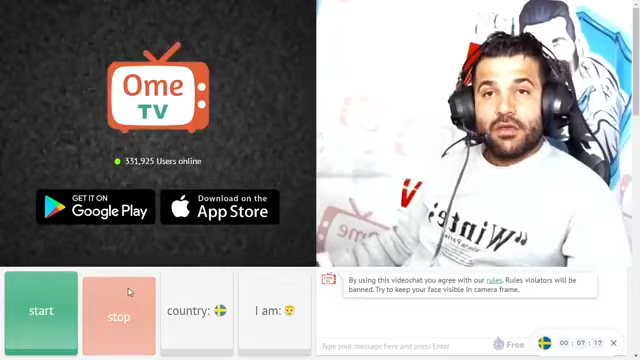 Ome
TV
331,925 Users online
GET IT ON
Google Play
Download on the
App Store
start
stop
country:
I am:
By using this videochat you agree with our rules. Rules violators will be
banned. Try to keep your face visible in camera frame.
Type your message here and press Enter
Free
00 : 07 : 17
"Winte